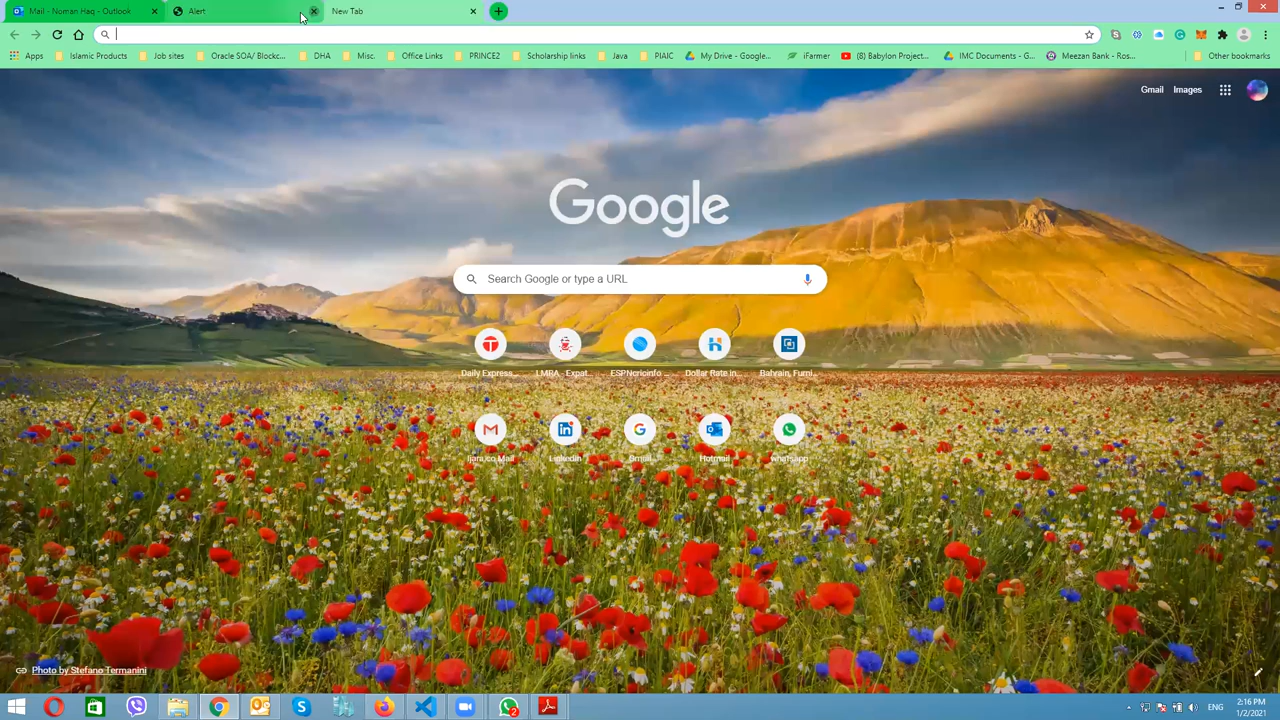 Mail - Noman Haq - Outlook
Alert
New Tab
Apps
Islamic Products
Job sites
Oracle SOA/ Blockc...
DHA
Misc.
Office Links
PRINCE2
Scholarship links
Java
PIAIC
My Drive - Google...
iFarmer
(8) Babylon Project...
IMC Documents - G...
Meezan Bank - Ros...
Other bookmarks
Gmail
Images
Google
Search Google or type a URL
Daily Express...
LMRA - Expat...
ESPNcricinfo ...
Dollar Rate in...
Bahrain, Furni...
Ijaruco Mail
LinkedIn
Gmail
Hotmail
whatsapp
Photo by Stefano Termanini
2
ENG
2:16 PM
1/2/2021